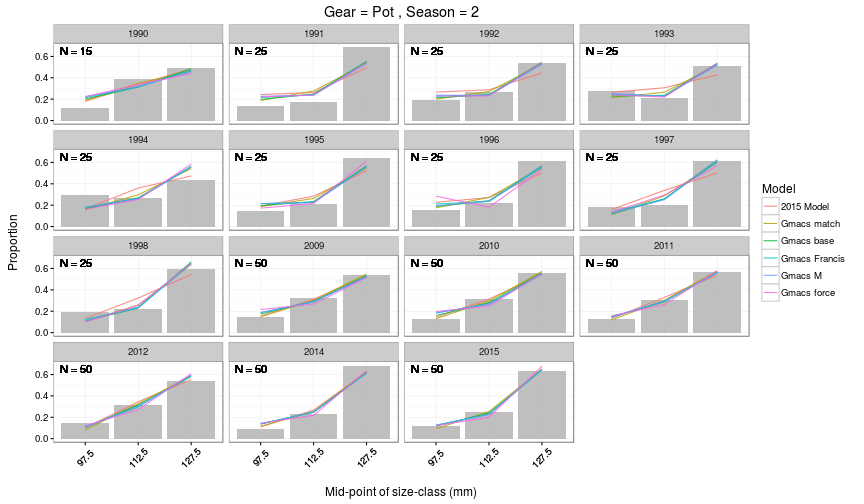 Gear = Pot , Season = 2
1990 1991 1992 1993
N = 15 N = 25 N = 25 N = 25
0.6
0.4
0.2
0.0
1994 1995 1996 1997
N = 25 N = 25 N = 25 N = 25
0.6
0.4
0.2
0.0
1998 2009 2010 2011
N = 25 N = 50 N = 50 N = 50
0.6
0.4
0.2
0.0
2012 2014 2015
N = 50 N = 50 N = 50
0.6
0.4
0.2
0.0
97.5 112.5 127.5 97.5 112.5 127.5 97.5 112.5 127.5
Mid-point of size-class (mm)
Proportion
Model
2015 Model
Gmacs match
Gmacs base
Gmacs Francis
Gmacs M
Gmacs force